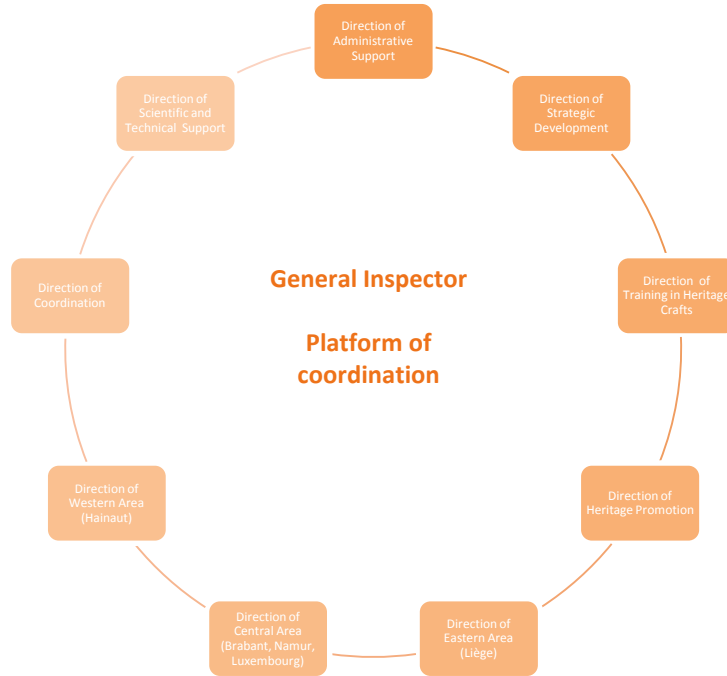 Direction of
Administrative
Support
Direction of
Strategic
Development
Direction of
Training in Heritage
Crafts
Direction of
Heritage Promotion
Direction of
Eastern Area
(Liège)
Direction of
Central Area
(Brabant, Namur,
Luxembourg)
Direction of
Western Area
(Hainaut)
Direction of
Coordination
Direction of
Scientific and
Technical Support
General Inspector
Platform of
coordination